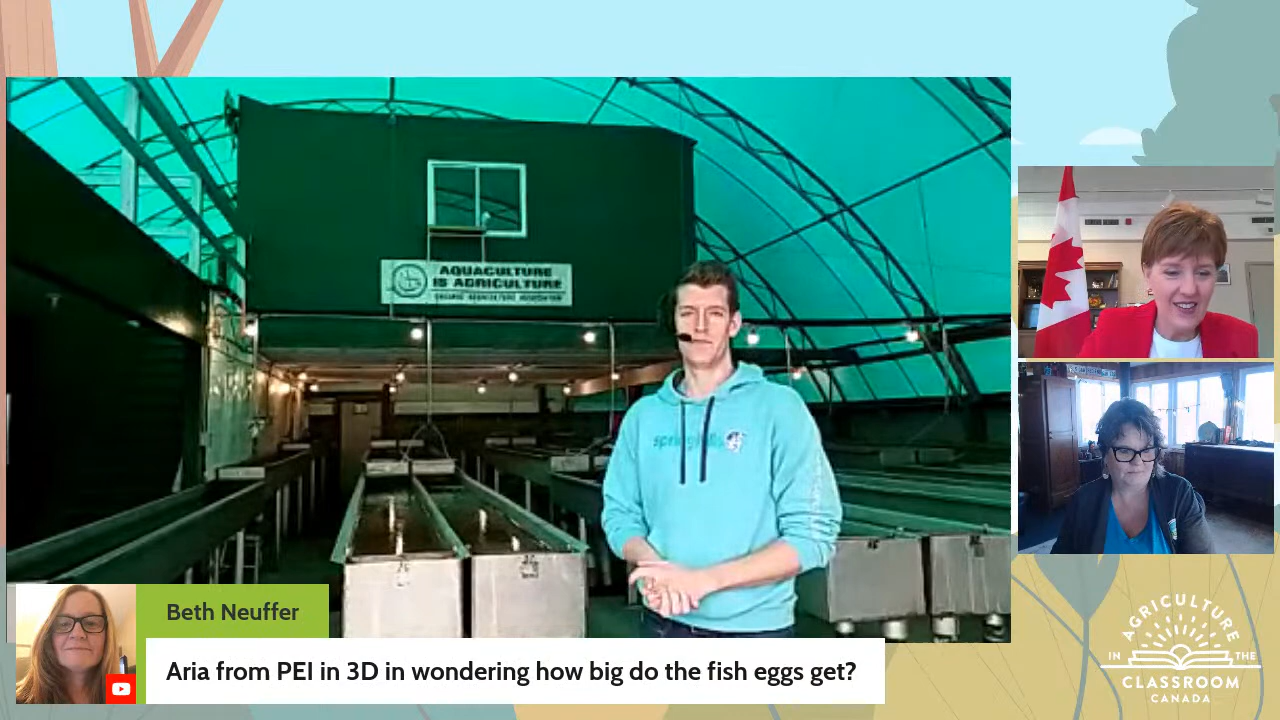 AQUACULTURE
IS AGRICULTURE
Beth Neuffer
Aria from PEI in 3D in wondering how big do the fish eggs get?
AGRICULTURE
IN THE
CLASSROOM
CANADA